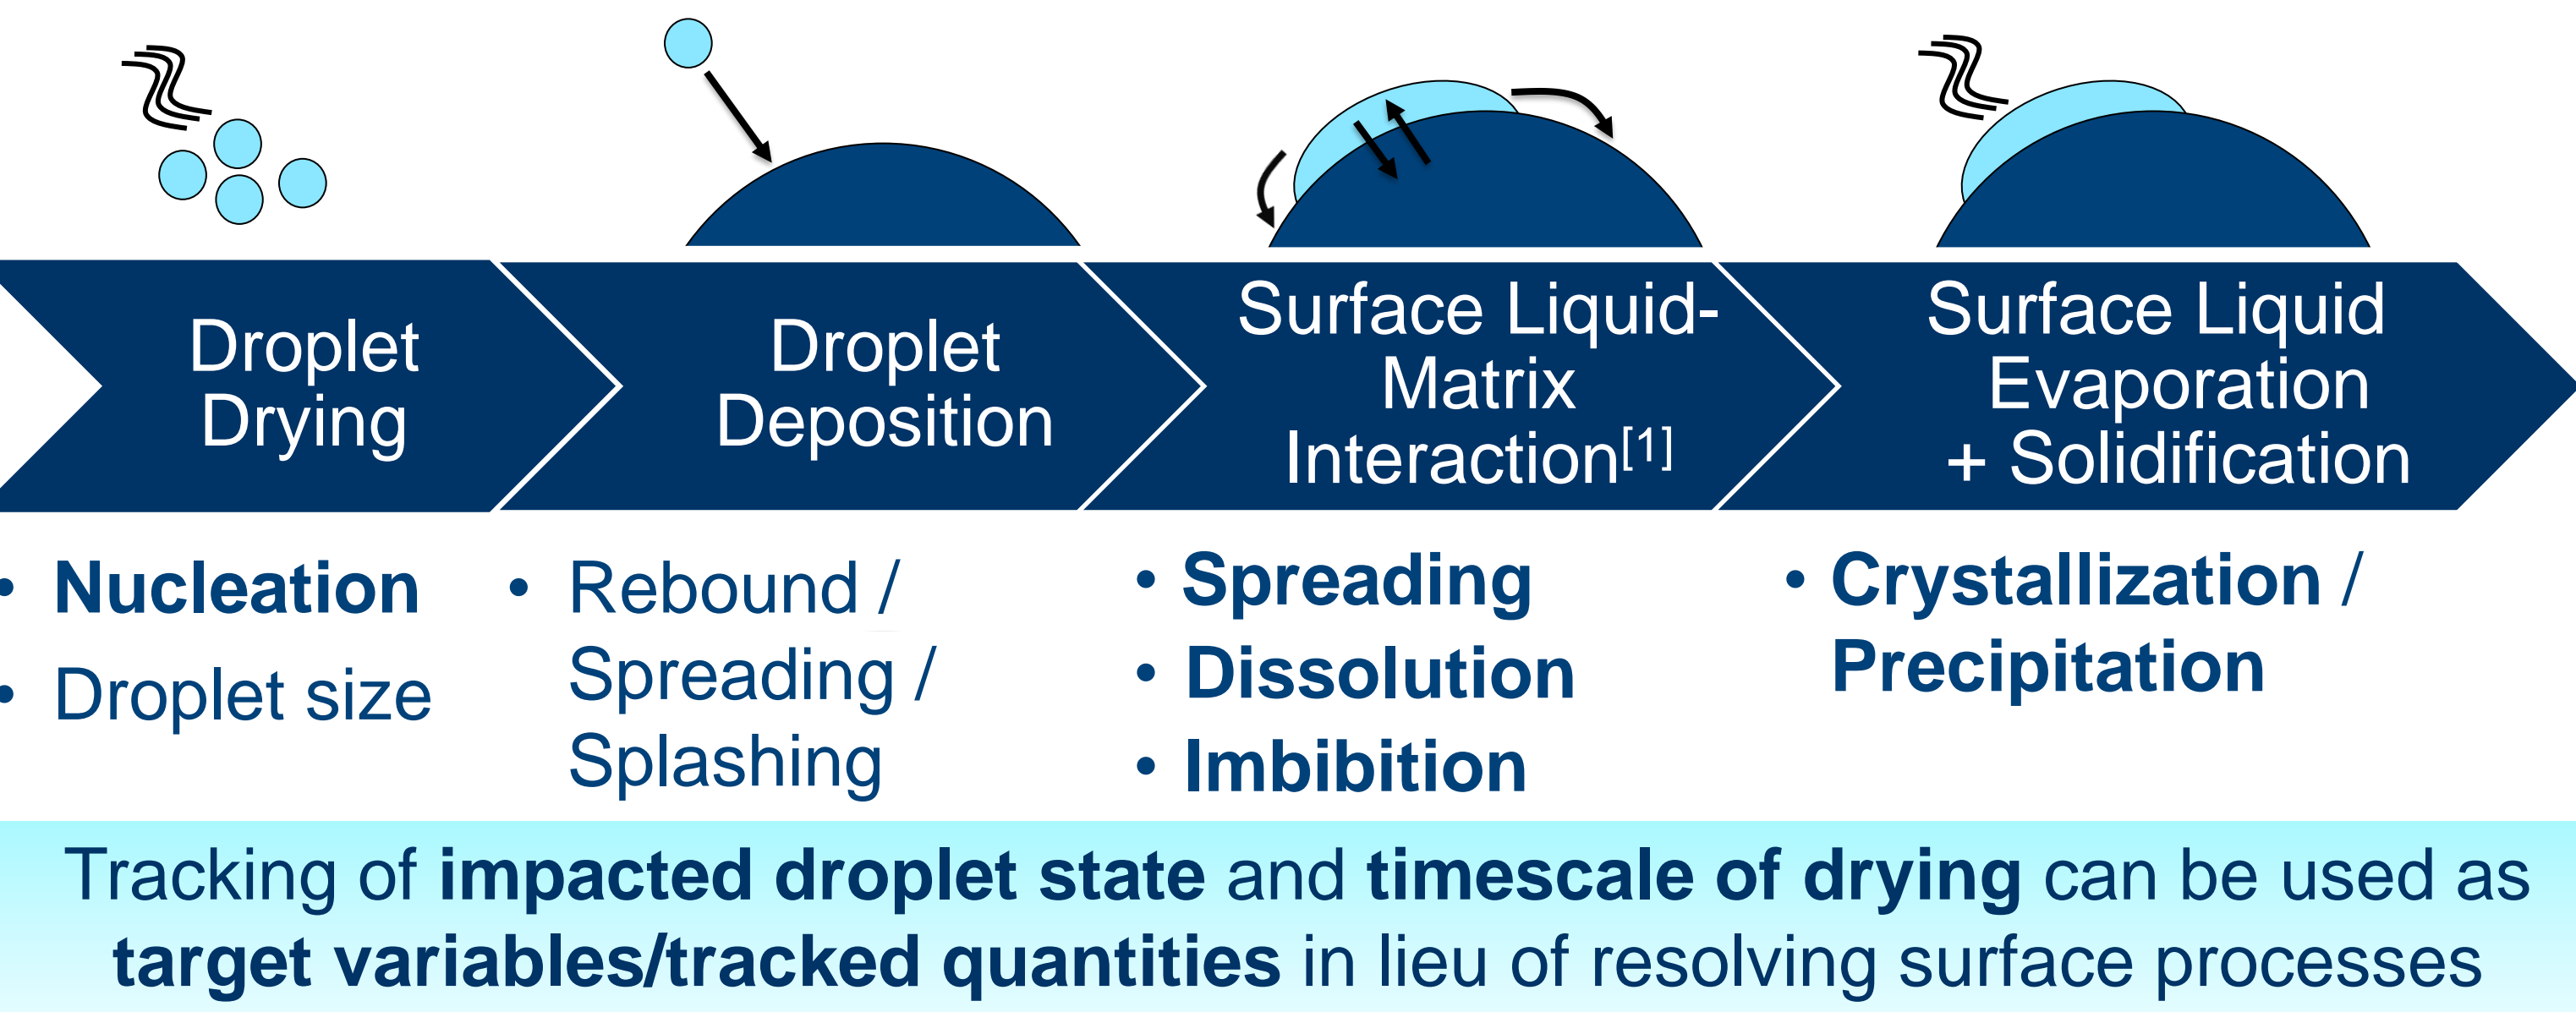 Droplet
Drying
Droplet
Deposition
Surface Liquid-
Matrix
Interaction[1]
Surface Liquid
Evaporation
+ Solidification
• Nucleation
• Droplet size
• Rebound /
Spreading /
Splashing
• Spreading
• Dissolution
• Imbibition
• Crystallization /
Precipitation
Tracking of impacted droplet state and timescale of drying can be used as
target variables/tracked quantities in lieu of resolving surface processes